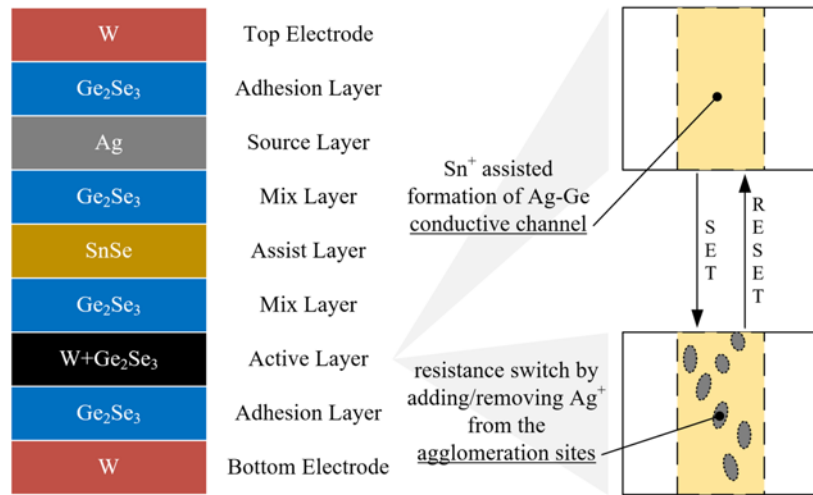 W Top Electrode
Ge₂Se₃ Adhesion Layer
Ag Source Layer
Ge₂Se₃ Mix Layer
SnSe Assist Layer
Ge₂Se₃ Mix Layer
W+Ge₂Se₃ Active Layer
Ge₂Se₃ Adhesion Layer
W Bottom Electrode
Sn⁺ assisted
formation of Ag-Ge
conductive channel
SET
RESET
resistance switch by
adding/removing Ag⁺
from the
agglomeration sites